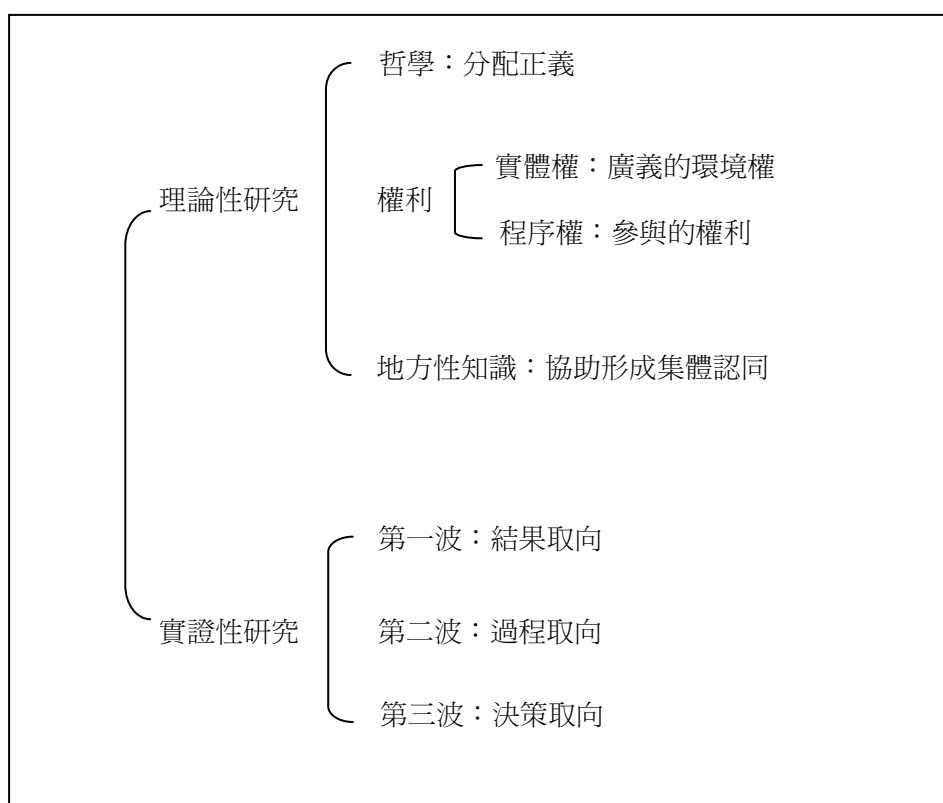 哲學：分配正義
實體權：廣義的環境權
理論性研究
權利
程序權：參與的權利
地方性知識：協助形成集體認同
第一波：結果取向
實證性研究
第二波：過程取向
第三波：決策取向